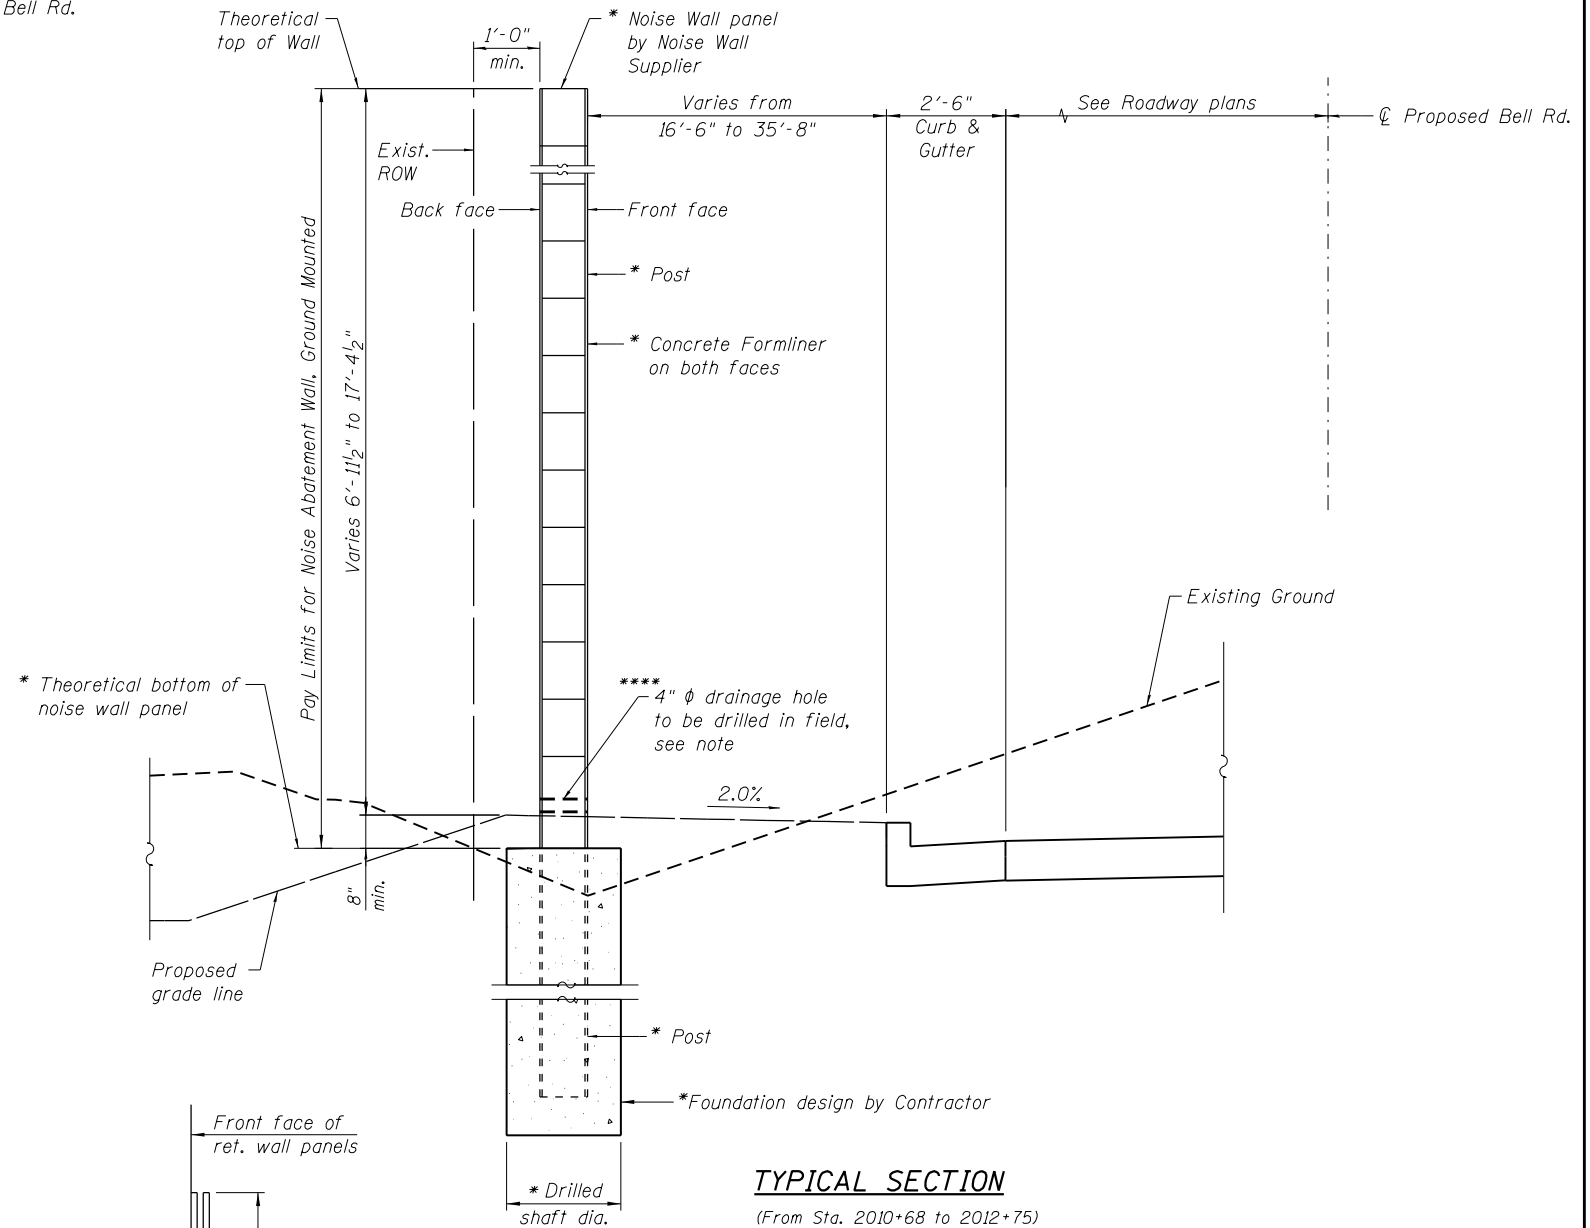 Bell Rd.
Theoretical
top of Wall
1'-0"
min.
* Noise Wall panel
by Noise Wall
Supplier
Varies from
16'-6" to 35'-8"
2'-6"
Curb &
Gutter
See Roadway plans
℄ Proposed Bell Rd.
Exist.
ROW
Back face
Front face
* Post
* Concrete Formliner
on both faces
Pay Limits for Noise Abatement Wall, Ground Mounted
Varies 6'-11½" to 17'-4½"
Existing Ground
* Theoretical bottom of
noise wall panel
****
4" ϕ drainage hole
to be drilled in field,
see note
2.0%
8"
min.
Proposed
grade line
* Post
*Foundation design by Contractor
Front face of
ret. wall panels
* Drilled
shaft dia.
TYPICAL SECTION
(From Sta. 2010+68 to 2012+75)